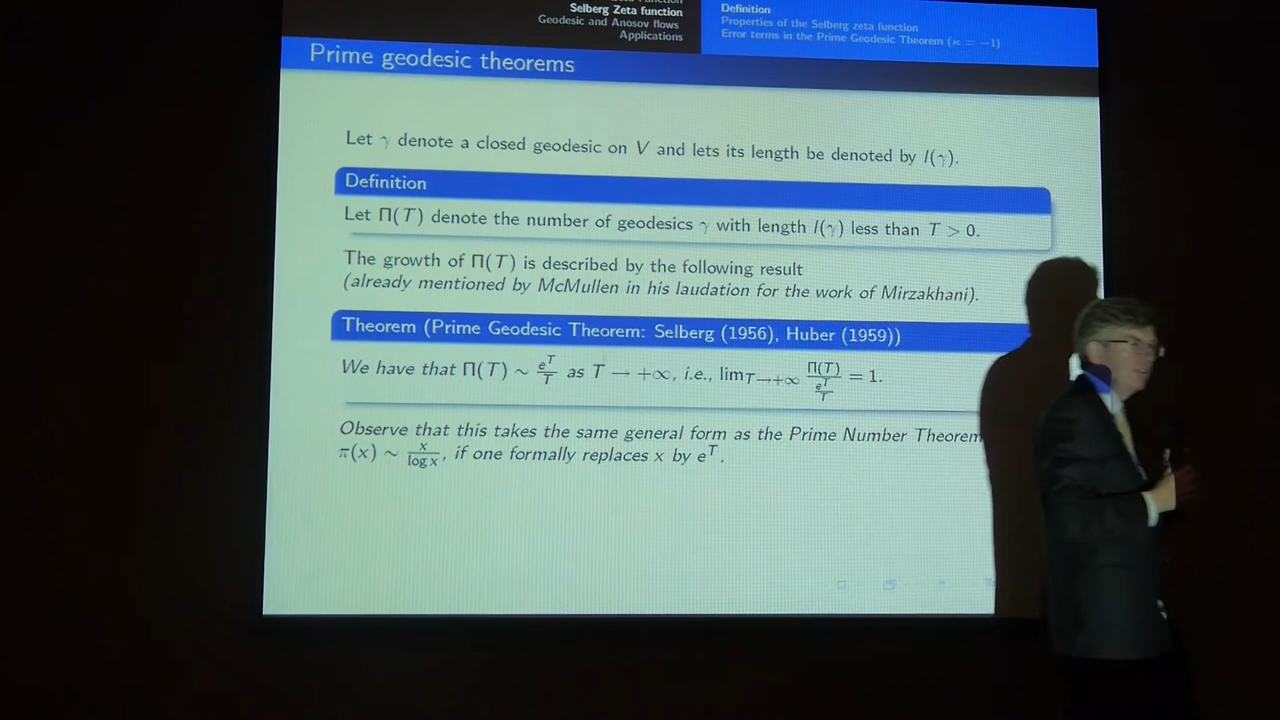 Selberg Zeta function
Geodesic and Anosov flows
Applications
Definition
Properties of the Selberg zeta function
Error terms in the Prime Geodesic Theorem (κ = −1)
Prime geodesic theorems
Let γ denote a closed geodesic on V and lets its length be denoted by l(γ).
Definition
Let Π(T) denote the number of geodesics γ with length l(γ) less than T > 0.
The growth of Π(T) is described by the following result
(already mentioned by McMullen in his laudation for the work of Mirzakhani).
Theorem (Prime Geodesic Theorem: Selberg (1956), Huber (1959))
We have that Π(T) ∼ e^T/T as T → +∞, i.e., lim_{T→+∞} Π(T)/(e^T/T) = 1.
Observe that this takes the same general form as the Prime Number Theorem
π(x) ∼ x/log x, if one formally replaces x by e^T.